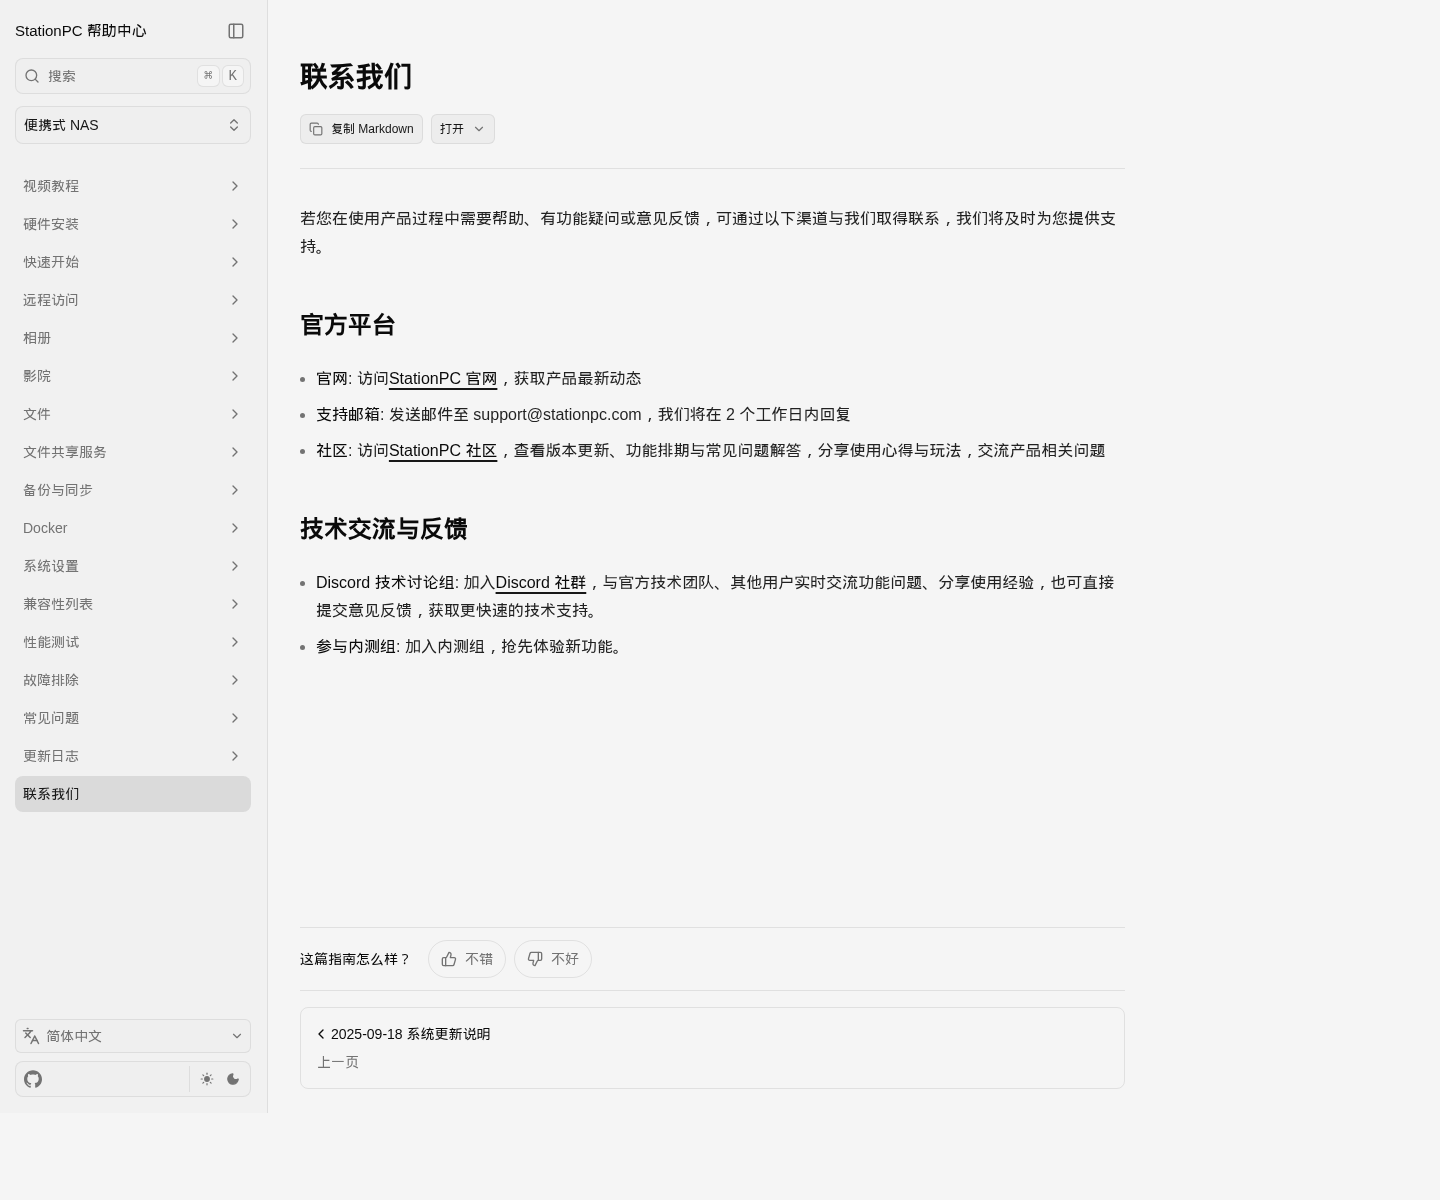 StationPC 帮助中心
搜索
⌘ K
便携式 NAS
视频教程
硬件安装
快速开始
远程访问
相册
影院
文件
文件共享服务
备份与同步
Docker
系统设置
兼容性列表
性能测试
故障排除
常见问题
更新日志
联系我们
简体中文
联系我们
复制 Markdown
打开
若您在使用产品过程中需要帮助、有功能疑问或意见反馈，可通过以下渠道与我们取得联系，我们将及时为您提供支
持。
官方平台
官网: 访问StationPC 官网，获取产品最新动态
支持邮箱: 发送邮件至 support@stationpc.com，我们将在 2 个工作日内回复
社区: 访问StationPC 社区，查看版本更新、功能排期与常见问题解答，分享使用心得与玩法，交流产品相关问题
技术交流与反馈
Discord 技术讨论组: 加入Discord 社群，与官方技术团队、其他用户实时交流功能问题、分享使用经验，也可直接
提交意见反馈，获取更快速的技术支持。
参与内测组: 加入内测组，抢先体验新功能。
这篇指南怎么样？
不错
不好
2025-09-18 系统更新说明
上一页